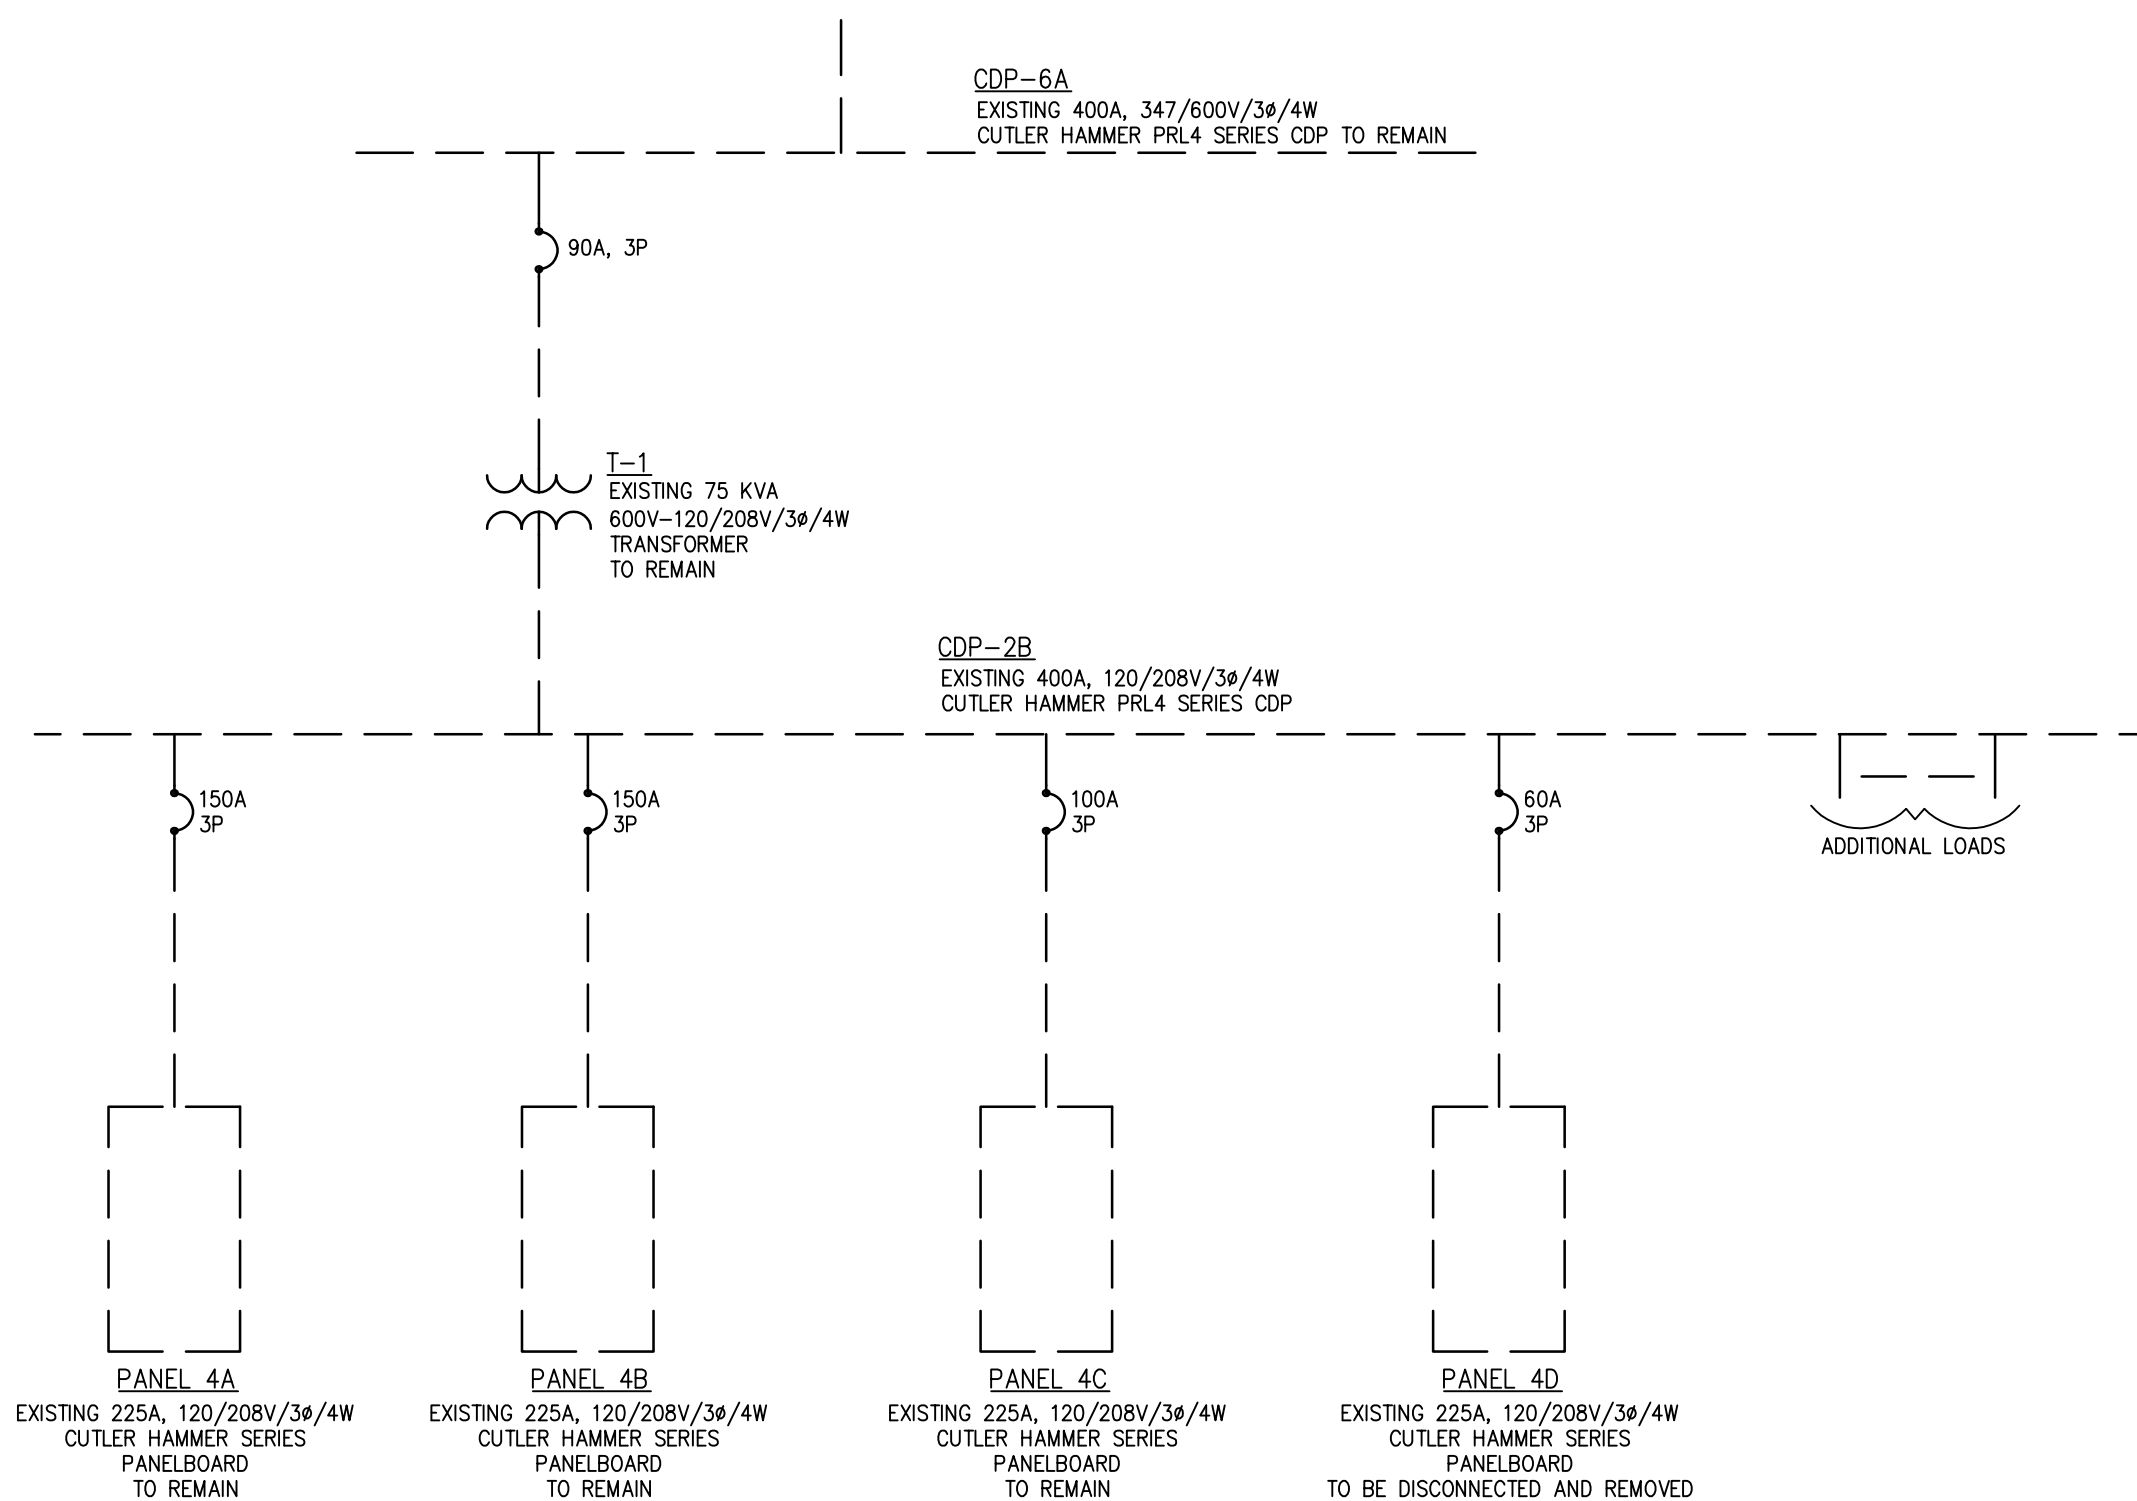 CDP-6A
EXISTING 400A, 347/600V/3ø/4W
CUTLER HAMMER PRL4 SERIES CDP TO REMAIN
90A, 3P
T-1
EXISTING 75 KVA
600V-120/208V/3ø/4W
TRANSFORMER
TO REMAIN
CDP-2B
EXISTING 400A, 120/208V/3ø/4W
CUTLER HAMMER PRL4 SERIES CDP
150A
3P
150A
3P
100A
3P
60A
3P
ADDITIONAL LOADS
PANEL 4A
EXISTING 225A, 120/208V/3ø/4W
CUTLER HAMMER SERIES
PANELBOARD
TO REMAIN
PANEL 4B
EXISTING 225A, 120/208V/3ø/4W
CUTLER HAMMER SERIES
PANELBOARD
TO REMAIN
PANEL 4C
EXISTING 225A, 120/208V/3ø/4W
CUTLER HAMMER SERIES
PANELBOARD
TO REMAIN
PANEL 4D
EXISTING 225A, 120/208V/3ø/4W
CUTLER HAMMER SERIES
PANELBOARD
TO BE DISCONNECTED AND REMOVED